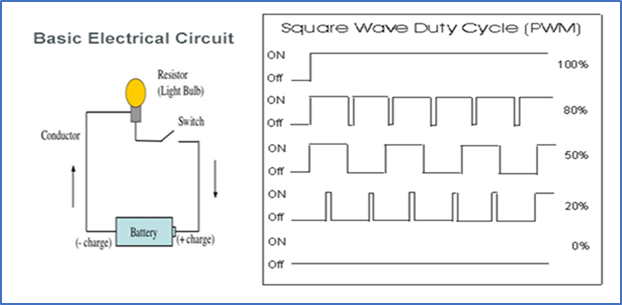 Basic Electrical Circuit
Resistor
(Light Bulb)
Switch
Conductor
Battery
(- charge)
(+ charge)
Square Wave Duty Cycle (PWM)
ON
Off
100%
ON
Off
80%
ON
Off
50%
ON
Off
20%
ON
Off
0%